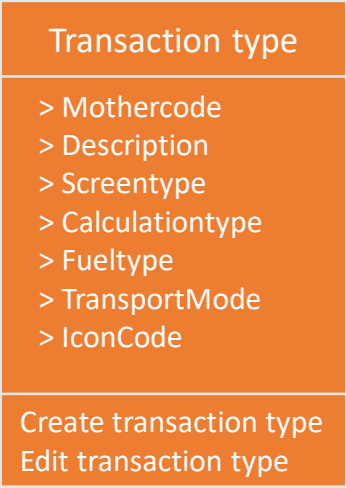 Transaction type
> Mothercode
> Description
> Screentype
> Calculationtype
> Fueltype
> TransportMode
> IconCode
Create transaction type
Edit transaction type